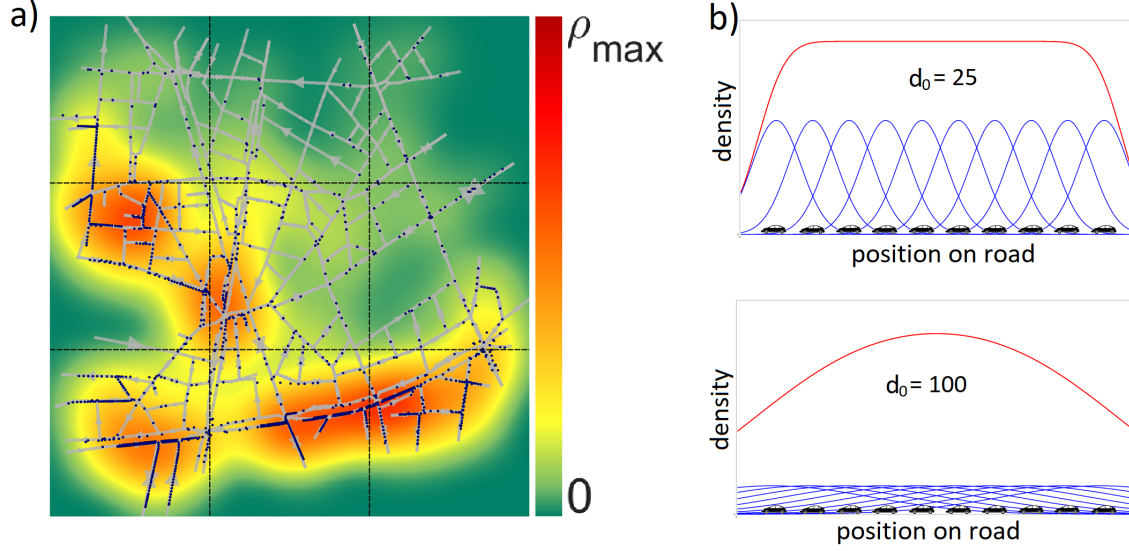 a)
ρmax
0
b)
density
d₀ = 25
position on road
density
d₀ = 100
position on road